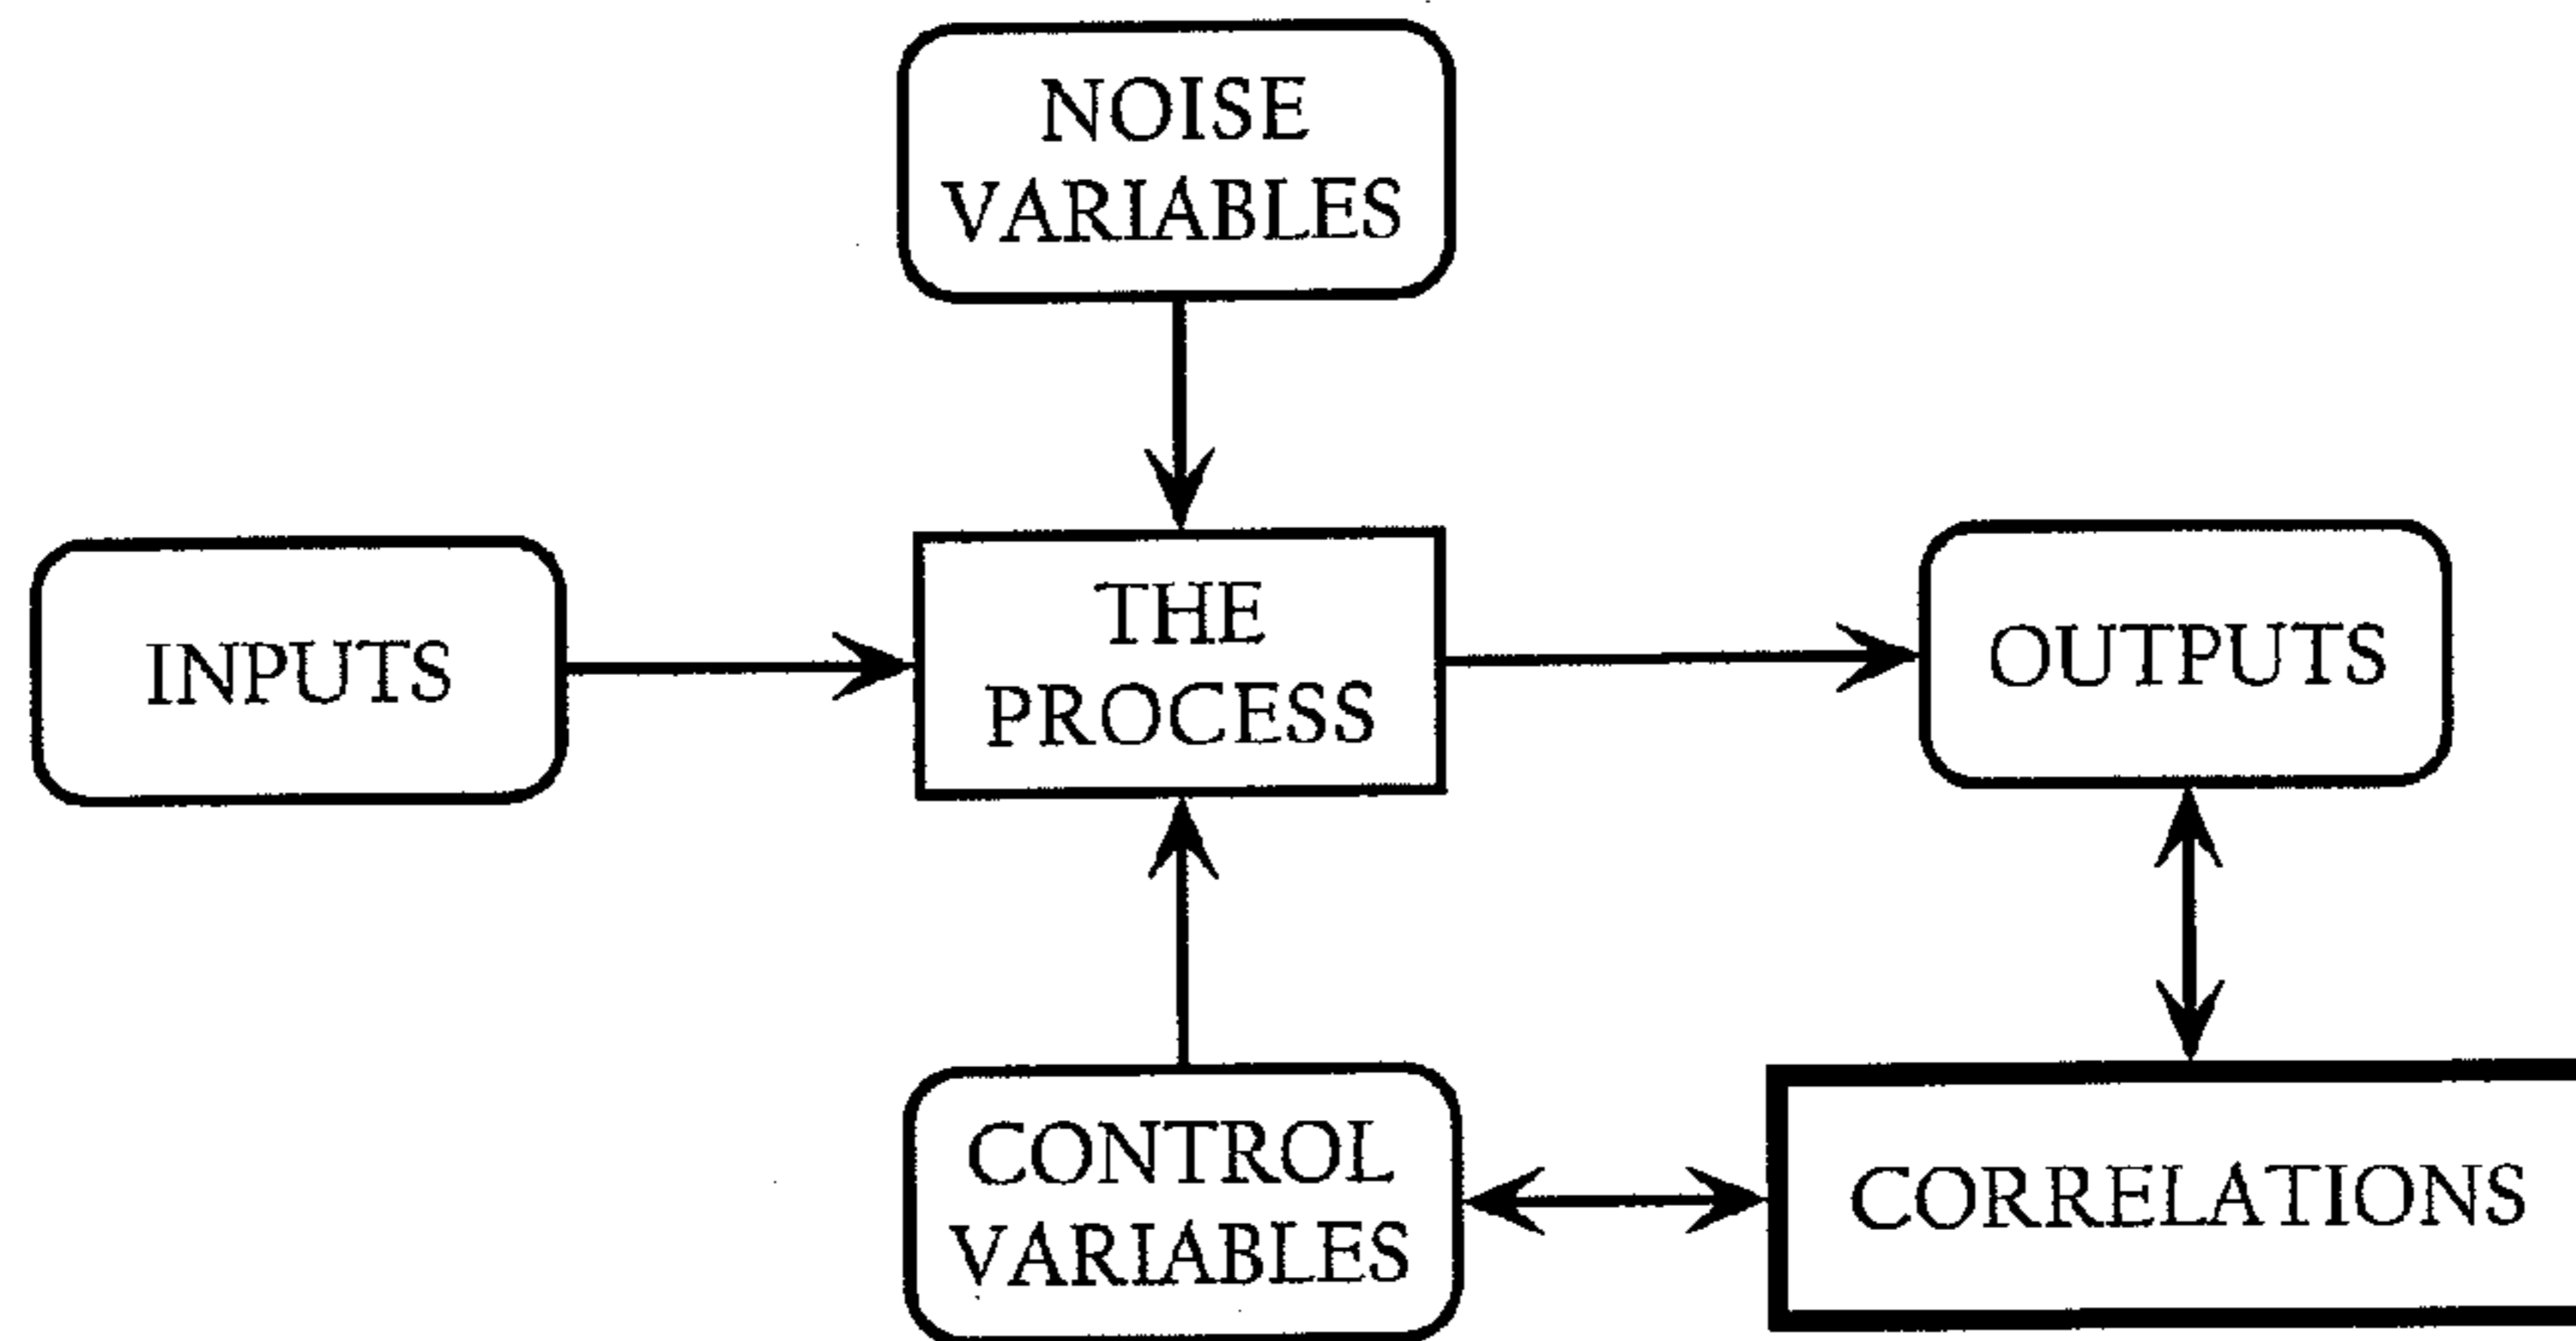 NOISE
VARIABLES
INPUTS
THE
PROCESS
OUTPUTS
CONTROL
VARIABLES
CORRELATIONS